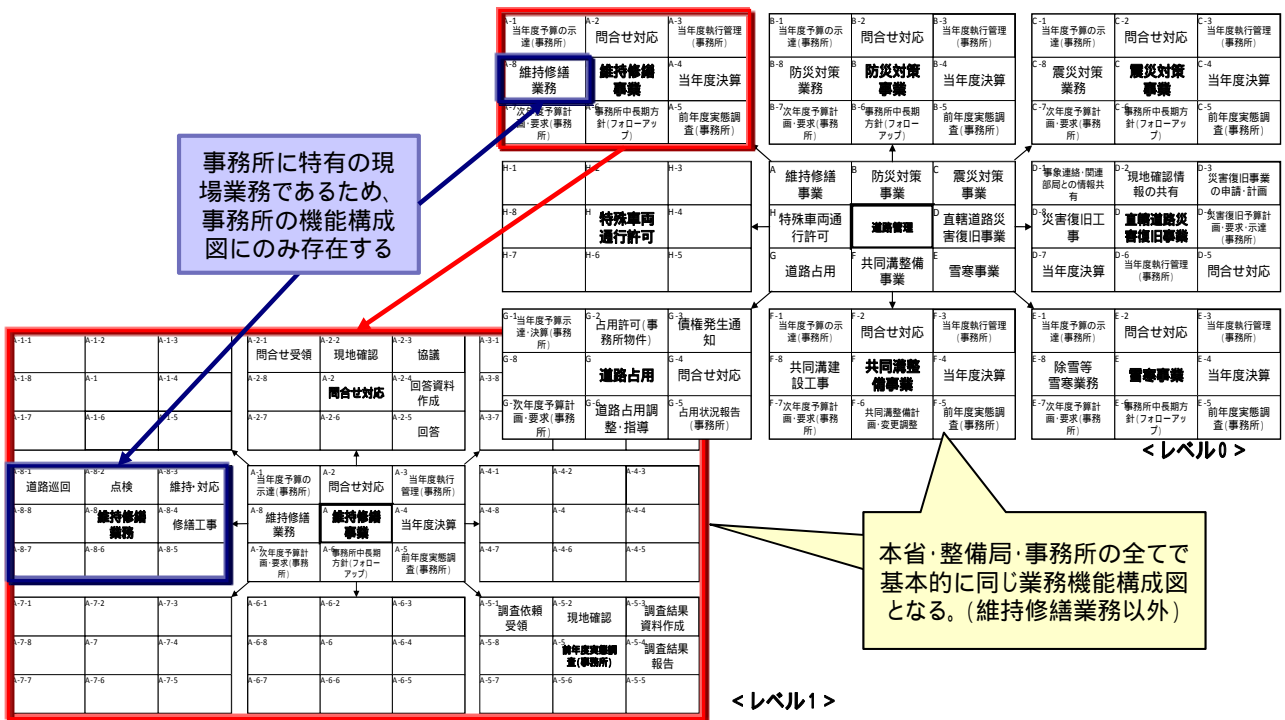 A-1
当年度予算の示
達(事務所)
A-2
問合せ対応
A-3
当年度執行管理
(事務所)
A-8
維持修繕
業務
維持修繕
事業
A-4
当年度決算
A-7
次年度予算計
画・要求(事務
所)
A-6
事務所中長期方
針(フォローアッ
プ)
A-5
前年度実態調
査(事務所)
B-1
当年度予算の示
達(事務所)
B-2
問合せ対応
B-3
当年度執行管理
(事務所)
B-8
防災対策
業務
B
防災対策
事業
B-4
当年度決算
B-7
次年度予算計
画・要求(事務
所)
B-6
事務所中長期
方針(フォロー
アップ)
B-5
前年度実態調
査(事務所)
C-1
当年度予算の示
達(事務所)
C-2
問合せ対応
C-3
当年度執行管理
(事務所)
C-8
震災対策
業務
C
震災対策
事業
C-4
当年度決算
C-7
次年度予算計
画・要求(事務
所)
C-6
事務所中長期
方針(フォローアッ
プ)
C-5
前年度実態調
査(事務所)
事務所に特有の現
場業務であるため、
事務所の機能構成
図にのみ存在する
H-1
H-2
H-3
H-8
H
特殊車両
通行許可
H-4
H-7
H-6
H-5
A
維持修繕
事業
B
防災対策
事業
C
震災対策
事業
H
特殊車両通
行許可
道路管理
D
直轄道路災
害復旧事業
G
道路占用
F
共同溝整備
事業
E
雪寒事業
D-1
事象連絡・関連
部局との情報共
有
D-2
現地確認情
報の共有
D-3
災害復旧事業
の申請・計画
D-8
災害復旧工
事
D
直轄道路災
害復旧事業
D-4
災害復旧予算計
画・要求・示達
(事務所)
D-7
当年度決算
D-6
当年度執行管理
(事務所)
D-5
問合せ対応
G-1
当年度予算示
達・決算(事務
所)
G-2
占用許可(事
務所物件)
G-3
債権発生通
知
G-8
G
道路占用
G-4
問合せ対応
G-7
次年度予算計
画・要求(事務
所)
G-6
道路占用調
整・指導
G-5
占用状況報告
(事務所)
F-1
当年度予算の示
達(事務所)
F-2
問合せ対応
F-3
当年度執行管理
(事務所)
F-8
共同溝建
設工事
F
共同溝整
備事業
F-4
当年度決算
F-7
次年度予算計
画・要求(事務
所)
F-6
共同溝整備計
画・変更調整
F-5
前年度実態調
査(事務所)
E-1
当年度予算の示
達(事務所)
E-2
問合せ対応
E-3
当年度執行管理
(事務所)
E-8
除雪等
雪寒業務
E
雪寒事業
E-4
当年度決算
E-7
次年度予算計
画・要求(事務
所)
E-6
事務所中長期方
針(フォローアッ
プ)
E-5
前年度実態調
査(事務所)
<レベル0>
A-1-1
A-1-2
A-1-3
A-1-8
A-1
A-1-4
A-1-7
A-1-6
A-1-5
A-2-1
問合せ受領
A-2-2
現地確認
A-2-3
協議
A-2-8
A-2
問合せ対応
A-2-4
回答資料
作成
A-2-7
A-2-6
A-2-5
回答
A-3-1
A-3-8
A-3-7
A-8-1
道路巡回
A-8-2
点検
A-8-3
維持・対応
A-8-8
A-8
維持修繕
業務
A-8-4
修繕工事
A-8-7
A-8-6
A-8-5
A-1
当年度予算の
示達(事務所)
A-2
問合せ対応
A-3
当年度執行
管理(事務所)
A-8
維持修繕
業務
A
維持修繕
事業
A-4
当年度決算
A-7
次年度予算計
画・要求(事務
所)
A-6
事務所中長期
方針(フォロー
アップ)
A-5
前年度実態調
査(事務所)
A-4-1
A-4-2
A-4-3
A-4-8
A-4
A-4-4
A-4-7
A-4-6
A-4-5
A-7-1
A-7-2
A-7-3
A-7-8
A-7
A-7-4
A-7-7
A-7-6
A-7-5
A-6-1
A-6-2
A-6-3
A-6-8
A-6
A-6-4
A-6-7
A-6-6
A-6-5
A-5-1
調査依頼
受領
A-5-2
現地確認
A-5-3
調査結果
資料作成
A-5-8
A-5
前年度実態調
査(事務所)
A-5-4
調査結果
報告
A-5-7
A-5-6
A-5-5
<レベル1>
本省・整備局・事務所の全てで
基本的に同じ業務機能構成図
となる。(維持修繕業務以外)